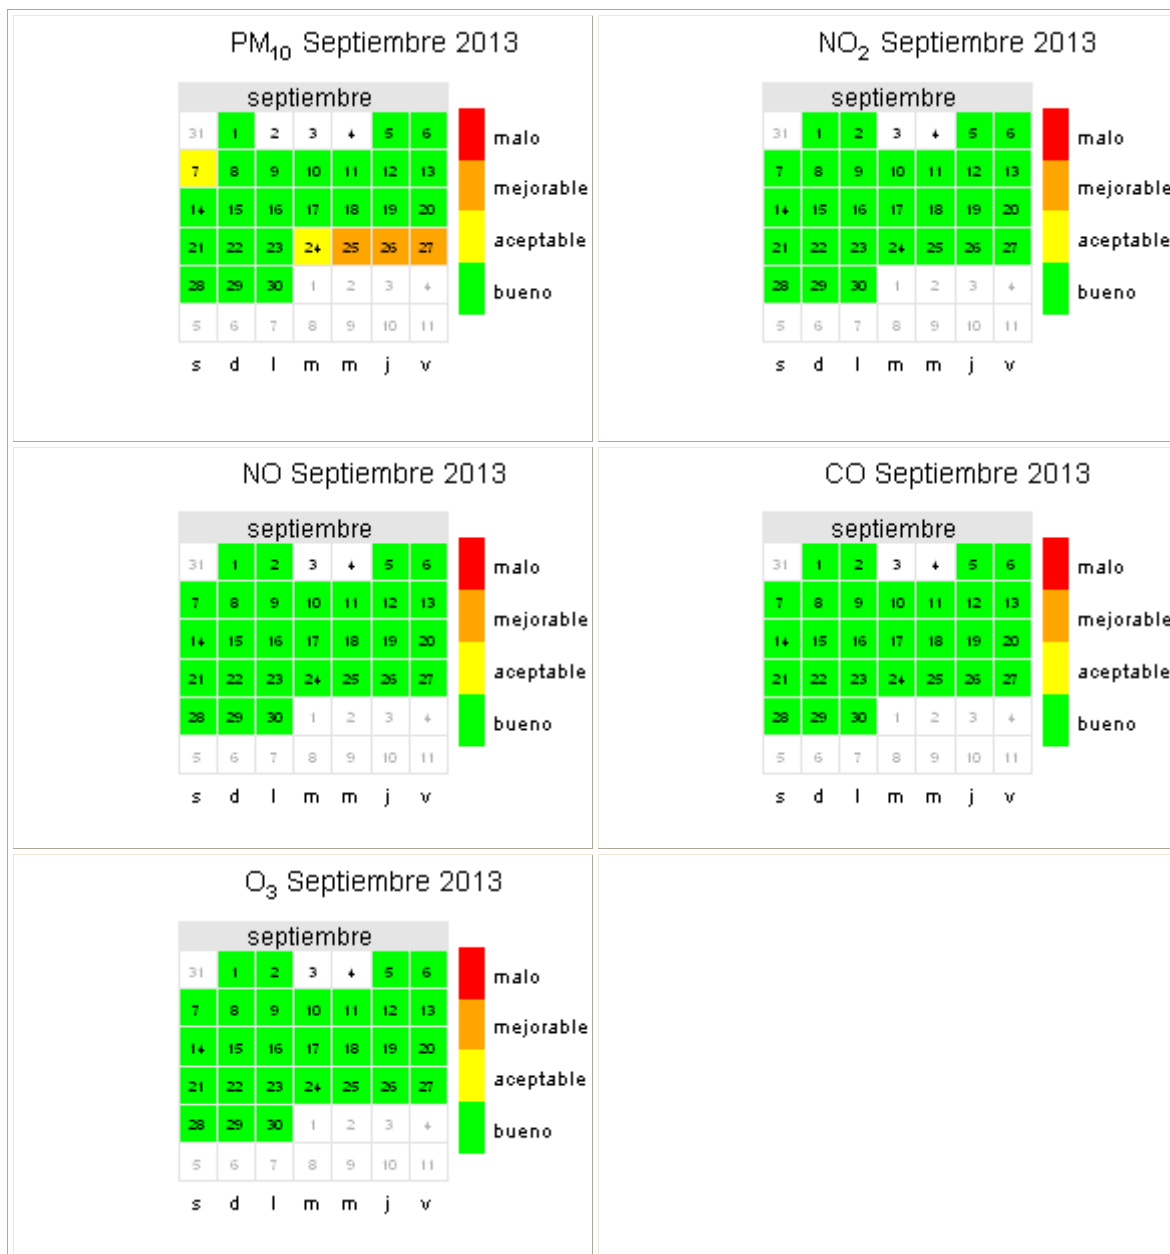 PM10 Septiembre 2013
septiembre
31 1 2 3 4 5 6
7 8 9 10 11 12 13
14 15 16 17 18 19 20
21 22 23 24 25 26 27
28 29 30 1 2 3 4
5 6 7 8 9 10 11
s d l m m j v
malo
mejorable
aceptable
bueno
NO2 Septiembre 2013
septiembre
31 1 2 3 4 5 6
7 8 9 10 11 12 13
14 15 16 17 18 19 20
21 22 23 24 25 26 27
28 29 30 1 2 3 4
5 6 7 8 9 10 11
s d l m m j v
malo
mejorable
aceptable
bueno
NO Septiembre 2013
septiembre
31 1 2 3 4 5 6
7 8 9 10 11 12 13
14 15 16 17 18 19 20
21 22 23 24 25 26 27
28 29 30 1 2 3 4
5 6 7 8 9 10 11
s d l m m j v
malo
mejorable
aceptable
bueno
CO Septiembre 2013
septiembre
31 1 2 3 4 5 6
7 8 9 10 11 12 13
14 15 16 17 18 19 20
21 22 23 24 25 26 27
28 29 30 1 2 3 4
5 6 7 8 9 10 11
s d l m m j v
malo
mejorable
aceptable
bueno
O3 Septiembre 2013
septiembre
31 1 2 3 4 5 6
7 8 9 10 11 12 13
14 15 16 17 18 19 20
21 22 23 24 25 26 27
28 29 30 1 2 3 4
5 6 7 8 9 10 11
s d l m m j v
malo
mejorable
aceptable
bueno